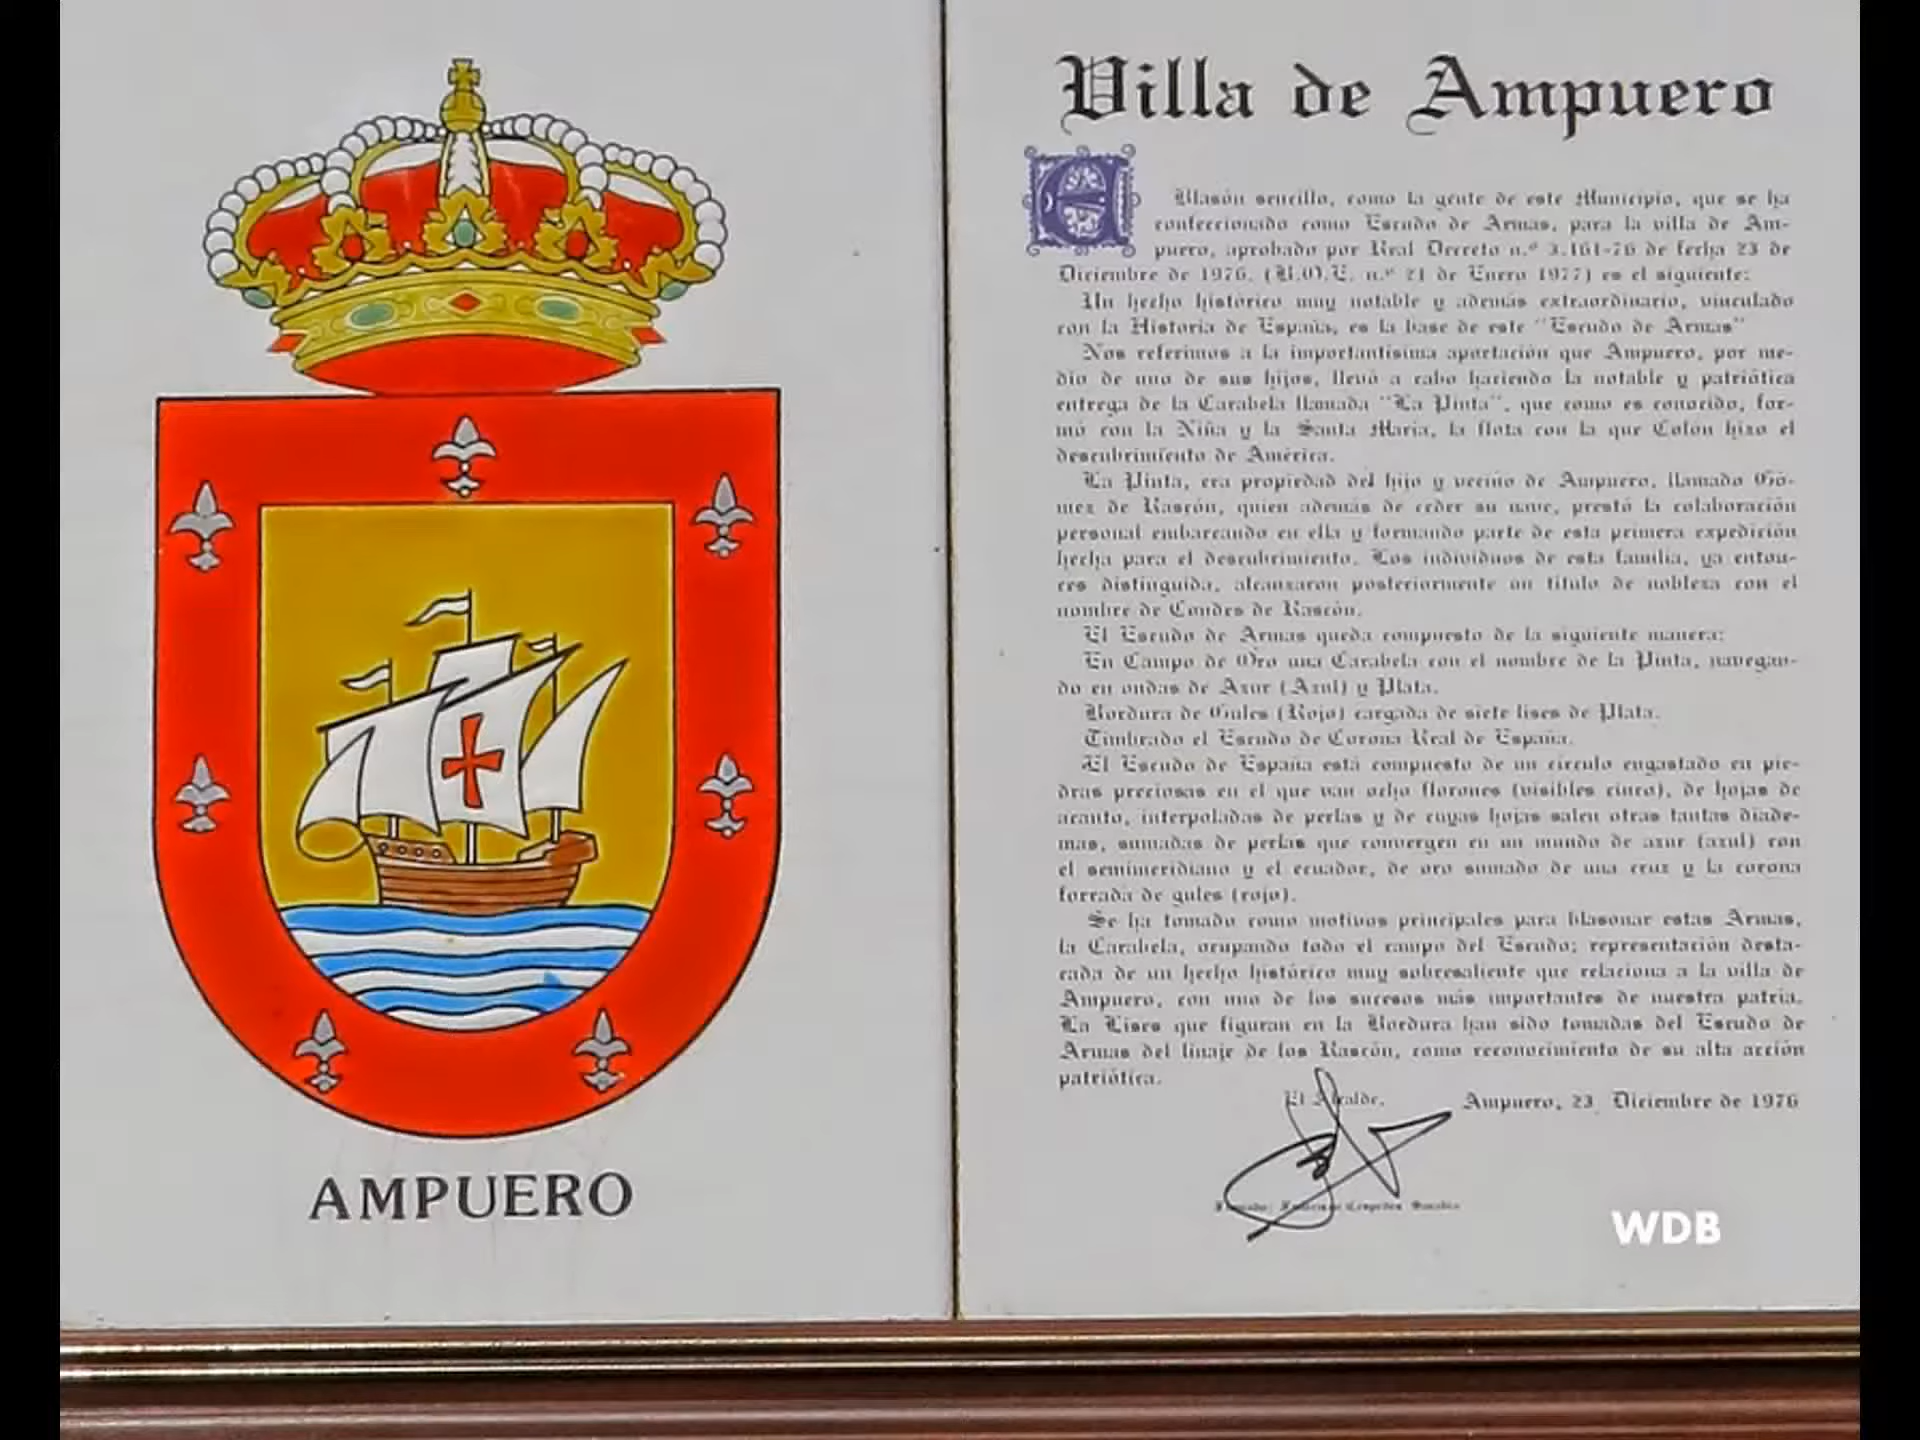 AMPUERO
Villa de Ampuero
El Blasón sencillo, como la gente de este Municipio, que se ha
confeccionado como Escudo de Armas, para la villa de Am-
puero, aprobado por Real Decreto n.º 3.161-76 de fecha 23 de
Diciembre de 1976. (B.O.E. n.º 21 de Enero 1977) es el siguiente:
Un hecho histórico muy notable y además extraordinario, vinculado
con la Historia de España, es la base de este "Escudo de Armas"
Nos referimos a la importantísima aportación que Ampuero, por me-
dio de uno de sus hijos, llevó a cabo haciendo la notable y patriótica
entrega de la Carabela llamada "La Pinta", que como es conocido, for-
mó con la Niña y la Santa María, la flota con la que Colón hizo el
descubrimiento de América.
La Pinta, era propiedad del hijo y vecino de Ampuero, llamado Gó-
mez de Rascón, quien además de ceder su nave, prestó la colaboración
personal embarcando en ella y formando parte de esta primera expedición
hecha para el descubrimiento. Los individuos de esta familia, ya enton-
ces distinguida, alcanzaron posteriormente un título de nobleza con el
nombre de Condes de Rascón.
El Escudo de Armas queda compuesto de la siguiente manera:
En Campo de Oro una Carabela con el nombre de la Pinta, navegan-
do en ondas de Azur (Azul) y Plata.
Bordura de Gules (Rojo) cargada de siete lises de Plata.
Timbrado el Escudo de Corona Real de España.
El Escudo de España está compuesto de un círculo engastado en pie-
dras preciosas en el que van ocho florones (visibles cinco), de hojas de
acanto, interpoladas de perlas y de cuyas hojas salen otras tantas diade-
mas, sumadas de perlas que convergen en un mundo de azur (azul) con
el semimeridiano y el ecuador, de oro sumado de una cruz y la corona
forrada de gules (rojo).
Se ha tomado como motivos principales para blasonar estas Armas,
la Carabela, ocupando todo el campo del Escudo; representación desta-
cada de un hecho histórico muy sobresaliente que relaciona a la villa de
Ampuero, con uno de los sucesos más importantes de nuestra patria.
La Lises que figuran en la Bordura han sido tomadas del Escudo de
Armas del linaje de los Rascón, como reconocimiento de su alta acción
patriótica.
El Alcalde,
Ampuero, 23 Diciembre de 1976
WDB